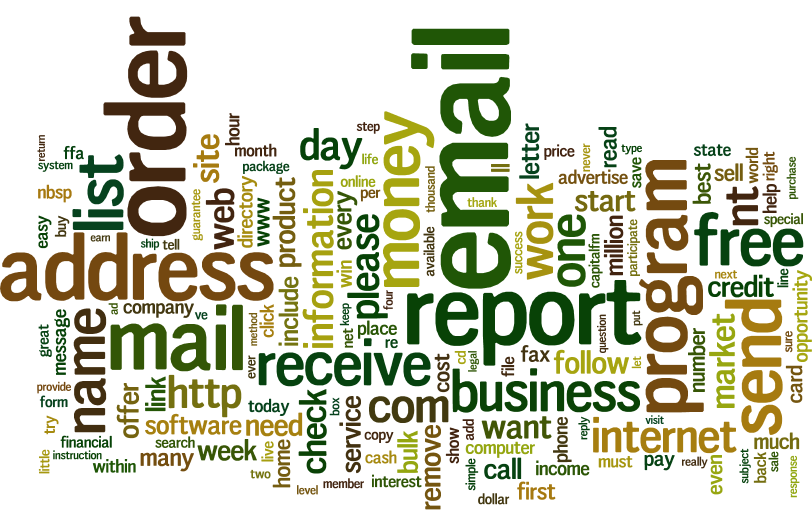 order
email
return
system
ffa
nbsp
easy
buy
list
earn
ship
tell
site
hour
month
package
guarantee
web
directory
www
product
day
step
life
online
per
information
every
win
please
money
thousand
available
four
thank
ill
letter
price
never
type
read
save
advertise
start
work
success
one
capitalfm
million
participate
state
best
sell
nt
world
right
help
purchase
special
free
address
company
ad
ve
click
include
method
ever
net
keep
place
re
report
program
question
put
next
credit
line
opportunity
great
message
name
mail
receive
cost
cd
legal
file
fax
follow
let
number
market
send
sure
card
provide
form
try
offer
link
http
today
check
box
service
com
business
financial
instruction
little
within
software
need
search
many
week
live
two
home
level
member
copy
cash
interest
bulk
remove
show
add
simple
want
computer
call
dollar
phone
income
first
reply
internet
visit
must
pay
really
even
subject
back
sale
much
response